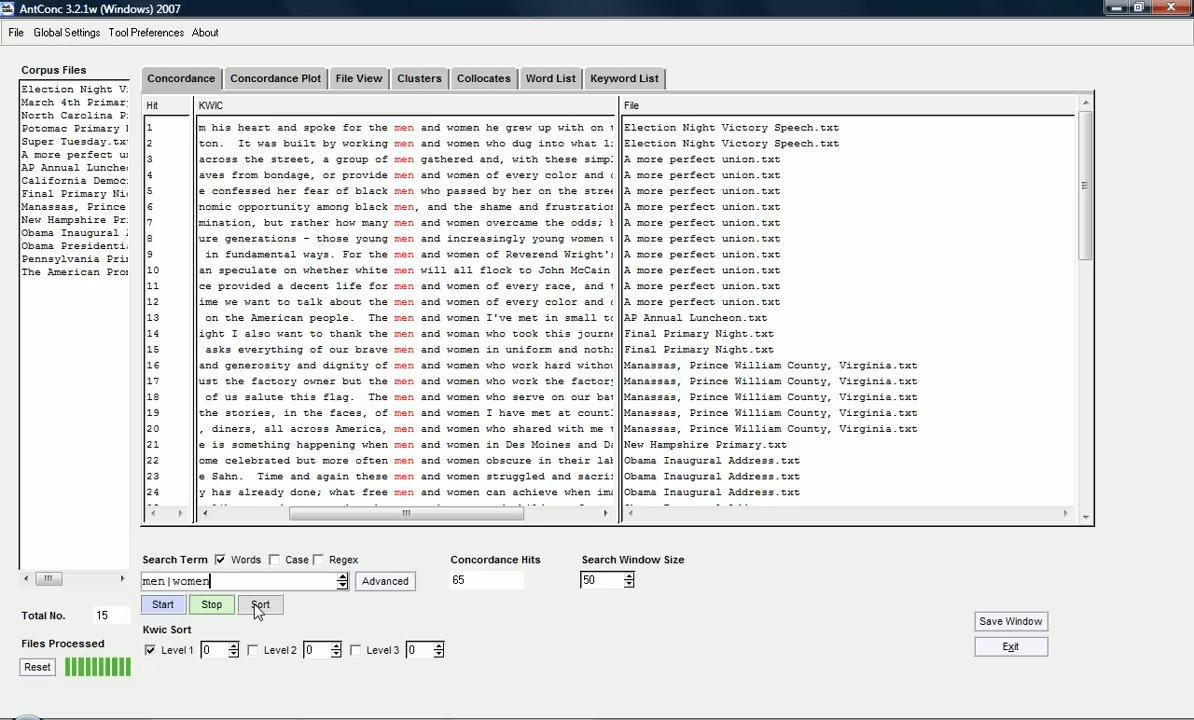 AntConc 3.2.1w (Windows) 2007
File Global Settings Tool Preferences About
Corpus Files
Election Night V:
March 4th Primar:
North Carolina P:
Potomac Primary
Super Tuesday.tx
A more perfect u
AP Annual Lunche
California Democ
Final Primary Ni
Manassas, Prince
New Hampshire Pr
Obama Inaugural
Obama Presidenti
Pennsylvania Pri
The American Pro
Total No. 15
Files Processed
Reset
Concordance Concordance Plot File View Clusters Collocates Word List Keyword List
Hit KWIC File
1 m his heart and spoke for the men and women he grew up with on t Election Night Victory Speech.txt
2 ton. It was built by working men and women who dug into what li Election Night Victory Speech.txt
3 across the street, a group of men gathered and, with these simpl A more perfect union.txt
4 aves from bondage, or provide men and women of every color and c A more perfect union.txt
5 e confessed her fear of black men who passed by her on the stree A more perfect union.txt
6 nomic opportunity among black men, and the shame and frustration A more perfect union.txt
7 mination, but rather how many men and women overcame the odds; h A more perfect union.txt
8 ure generations - those young men and increasingly young women w A more perfect union.txt
9 in fundamental ways. For the men and women of Reverend Wright's A more perfect union.txt
10 an speculate on whether white men will all flock to John McCain A more perfect union.txt
11 ce provided a decent life for men and women of every race, and t A more perfect union.txt
12 ime we want to talk about the men and women of every color and c A more perfect union.txt
13 on the American people. The men and women I've met in small to AP Annual Luncheon.txt
14 ight I also want to thank the men and woman who took this journe Final Primary Night.txt
15 asks everything of our brave men and women in uniform and nothi Final Primary Night.txt
16 and generosity and dignity of men and women who work hard withou Manassas, Prince William County, Virginia.txt
17 ust the factory owner but the men and women who work the factory Manassas, Prince William County, Virginia.txt
18 of us salute this flag. The men and women who serve on our bat Manassas, Prince William County, Virginia.txt
19 the stories, in the faces, of men and women I have met at countl Manassas, Prince William County, Virginia.txt
20 , diners, all across America, men and women who shared with me t Manassas, Prince William County, Virginia.txt
21 e is something happening when men and women in Des Moines and Da New Hampshire Primary.txt
22 ome celebrated but more often men and women obscure in their lab Obama Inaugural Address.txt
23 e Sahn. Time and again these men and women struggled and sacri Obama Inaugural Address.txt
24 y has already done; what free men and women can achieve when ima Obama Inaugural Address.txt
Search Term Words Case Regex Concordance Hits Search Window Size
men|women Advanced 65 50
Start Stop Sort
Kwic Sort
Level 1 0 Level 2 0 Level 3 0
Save Window
Exit